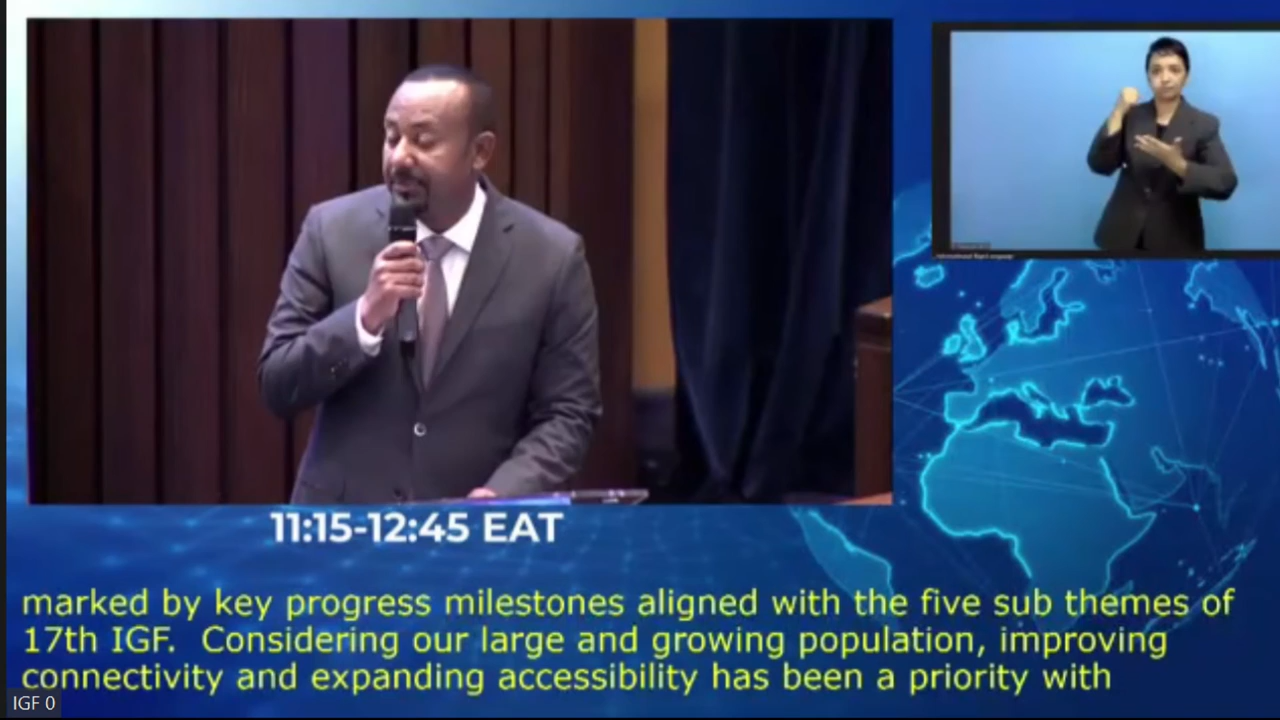 11:15-12:45 EAT
marked by key progress milestones aligned with the five sub themes of
17th IGF.  Considering our large and growing population, improving
connectivity and expanding accessibility has been a priority with
IGF 0